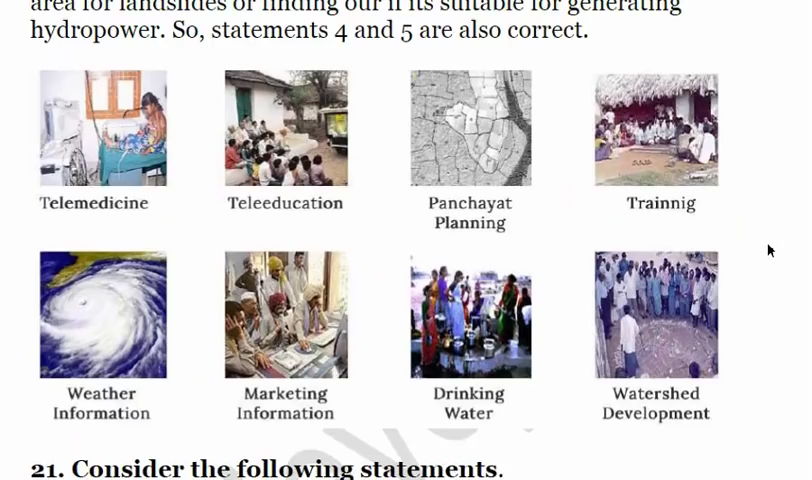 area for landslides or finding our if its suitable for generating
hydropower. So, statements 4 and 5 are also correct.
Telemedicine
Teleeducation
Panchayat
Planning
Trainnig
Weather
Information
Marketing
Information
Drinking
Water
Watershed
Development
21. Consider the following statements.